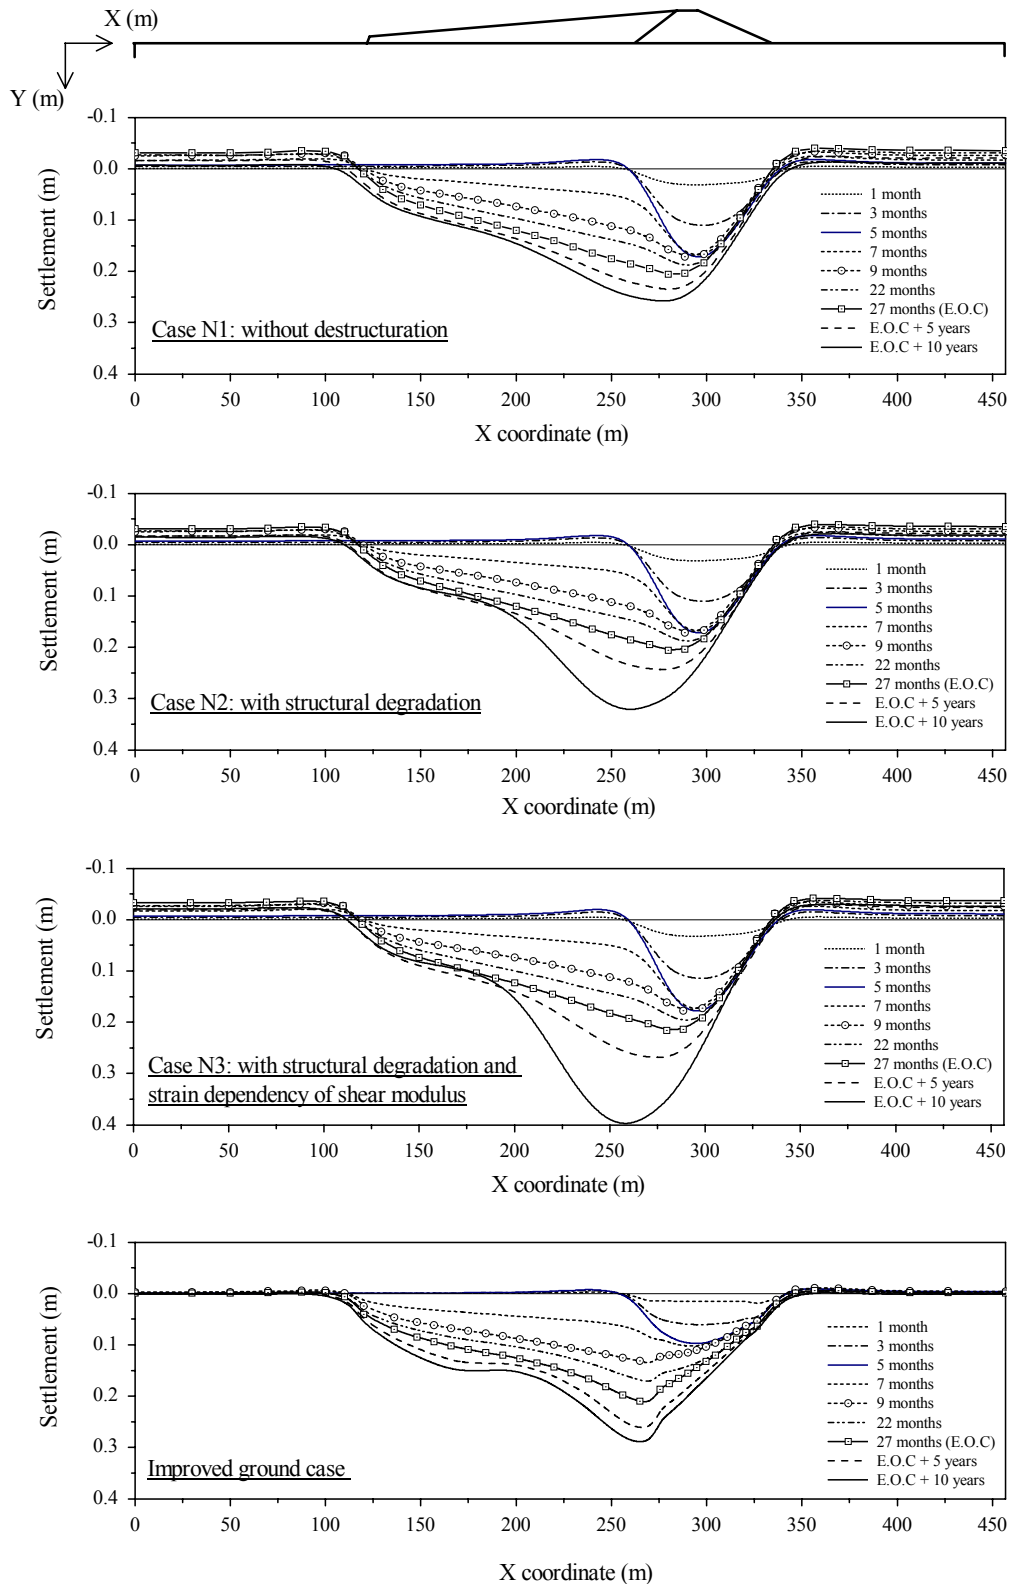 X (m)
Y (m)
-0.1
0.0
0.1
0.2
0.3
0.4
Settlement (m)
1 month
3 months
5 months
7 months
9 months
22 months
27 months (E.O.C)
E.O.C + 5 years
E.O.C + 10 years
Case N1: without destructuration
0 50 100 150 200 250 300 350 400 450
X coordinate (m)
-0.1
0.0
0.1
0.2
0.3
0.4
Settlement (m)
1 month
3 months
5 months
7 months
9 months
22 months
27 months (E.O.C)
E.O.C + 5 years
E.O.C + 10 years
Case N2: with structural degradation
0 50 100 150 200 250 300 350 400 450
X coordinate (m)
-0.1
0.0
0.1
0.2
0.3
0.4
Settlement (m)
1 month
3 months
5 months
7 months
9 months
22 months
27 months (E.O.C)
E.O.C + 5 years
E.O.C + 10 years
Case N3: with structural degradation and
strain dependency of shear modulus
0 50 100 150 200 250 300 350 400 450
X coordinate (m)
-0.1
0.0
0.1
0.2
0.3
0.4
Settlement (m)
1 month
3 months
5 months
7 months
9 months
22 months
27 months (E.O.C)
E.O.C + 5 years
E.O.C + 10 years
Improved ground case
0 50 100 150 200 250 300 350 400 450
X coordinate (m)